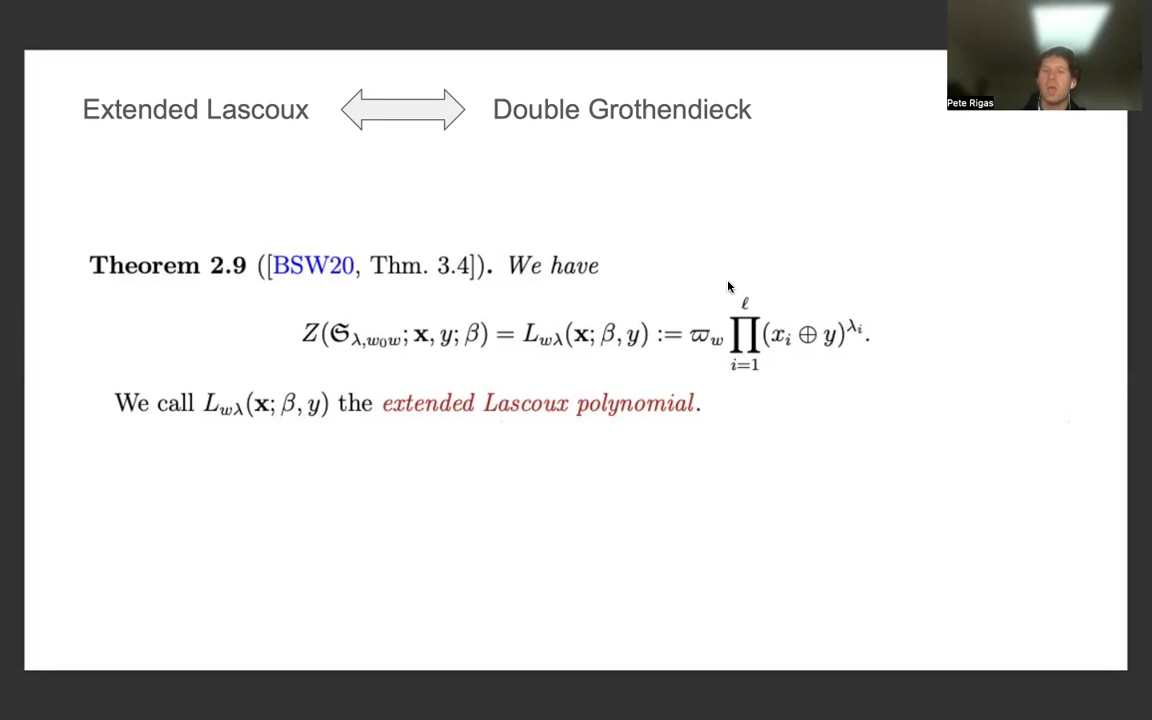 Extended Lascoux ⟺ Double Grothendieck
Pete Rigas
Theorem 2.9 ([BSW20, Thm. 3.4]). We have
Z(𝔖_{λ,w₀w}; x, y; β) = L_{wλ}(x; β, y) := ϖ_w ∏_{i=1}^{ℓ} (x_i ⊕ y)^{λ_i}.
We call L_{wλ}(x; β, y) the extended Lascoux polynomial.